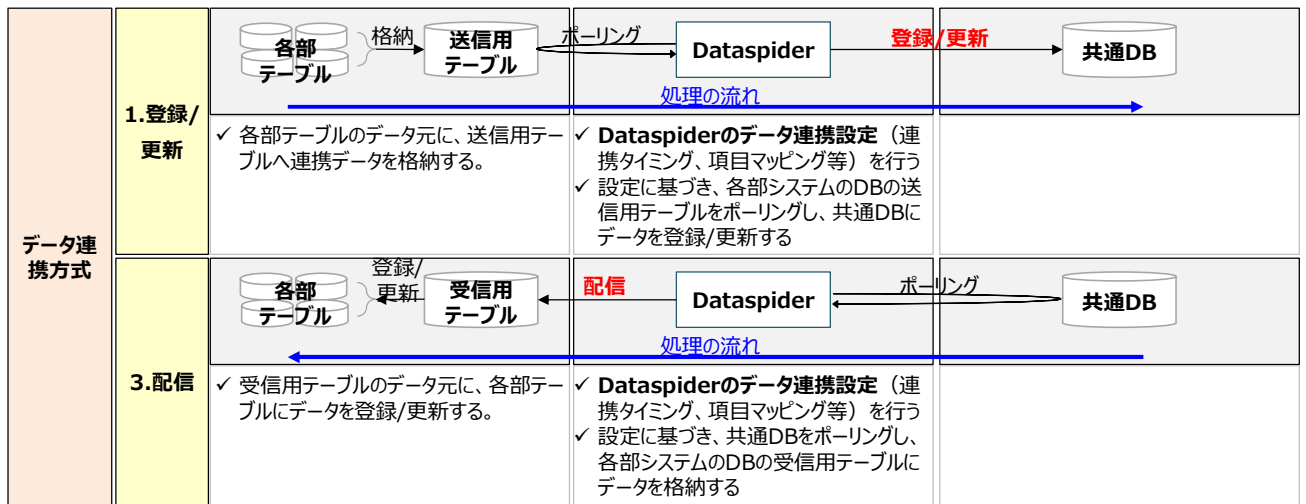 データ連
携方式
1.登録/
更新
各部
テーブル
格納
送信用
テーブル
ポーリング
Dataspider
登録/更新
共通DB
処理の流れ
✓ 各部テーブルのデータ元に、送信用テー
ブルへ連携データを格納する。
✓ Dataspiderのデータ連携設定（連
携タイミング、項目マッピング等）を行う
✓ 設定に基づき、各部システムのDBの送
信用テーブルをポーリングし、共通DBに
データを登録/更新する
3.配信
各部
テーブル
登録/
更新
受信用
テーブル
配信
Dataspider
ポーリング
共通DB
処理の流れ
✓ 受信用テーブルのデータ元に、各部テー
ブルにデータを登録/更新する。
✓ Dataspiderのデータ連携設定（連
携タイミング、項目マッピング等）を行う
✓ 設定に基づき、共通DBをポーリングし、
各部システムのDBの受信用テーブルに
データを格納する